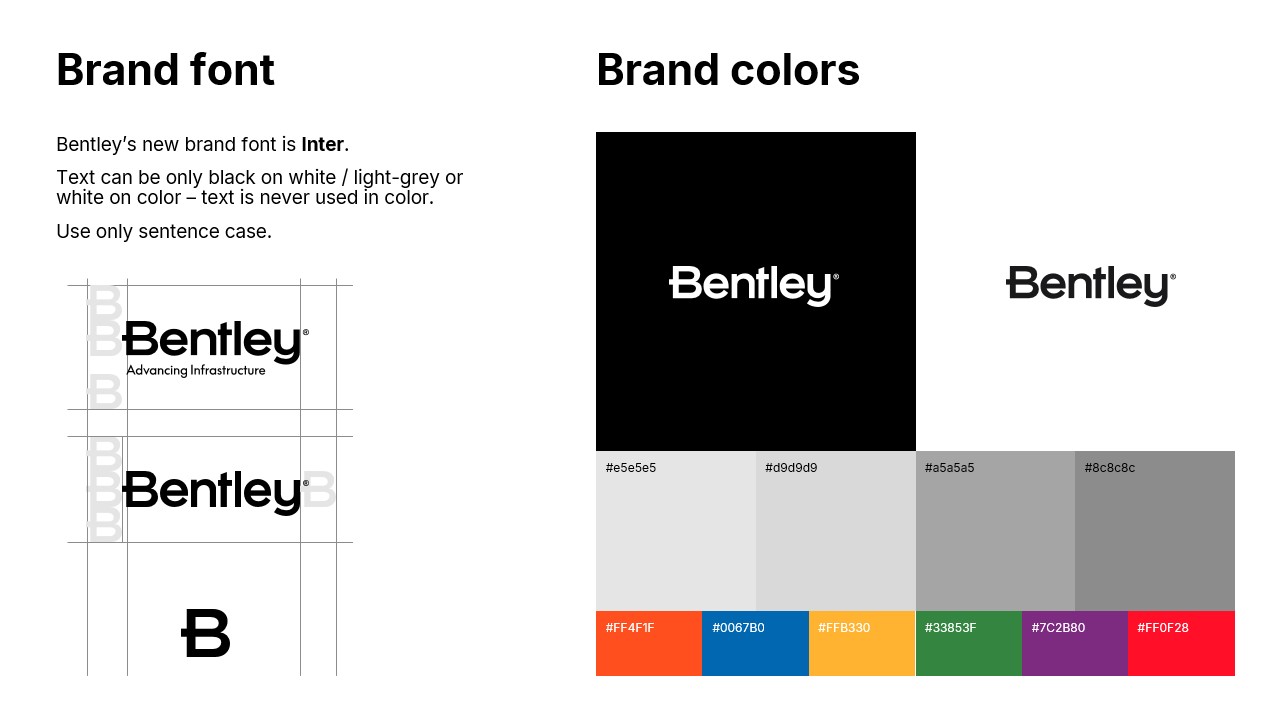 Brand font
Bentley’s new brand font is Inter.
Text can be only black on white / light-grey or
white on color – text is never used in color.
Use only sentence case.
B
B
B
Bentley®
Advancing Infrastructure
B
B
B
Bentley®
B
B
Brand colors
Bentley®
Bentley®
#e5e5e5
#d9d9d9
#a5a5a5
#8c8c8c
#FF4F1F
#0067B0
#FFB330
#33853F
#7C2B80
#FF0F28